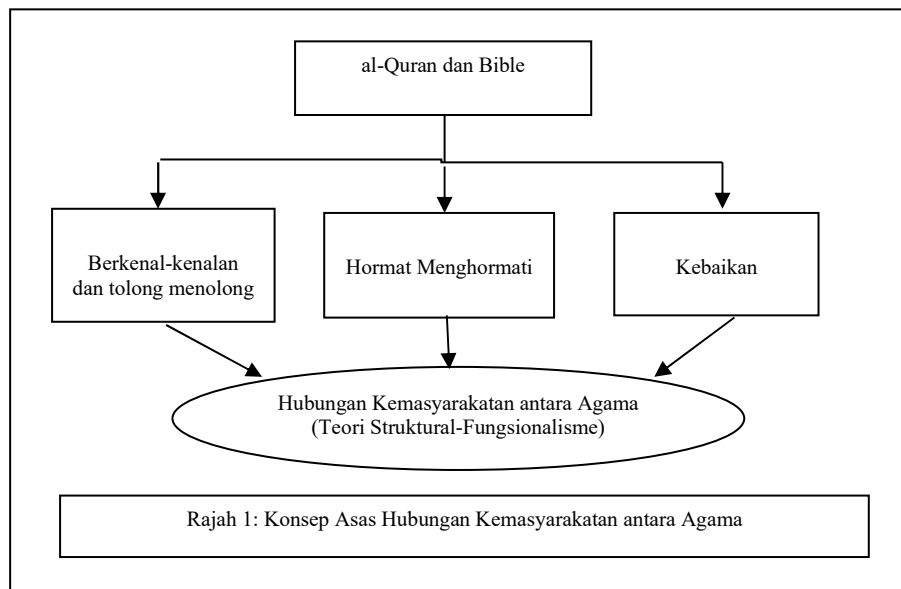 al-Quran dan Bible
Berkenal-kenalan
dan tolong menolong
Hormat Menghormati
Kebaikan
Hubungan Kemasyarakatan antara Agama
(Teori Struktural-Fungsionalisme)
Rajah 1: Konsep Asas Hubungan Kemasyarakatan antara Agama